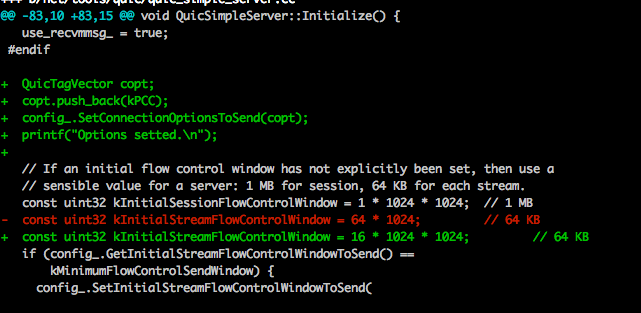 +++ b/net/tools/quic/quic_simple_server.cc
@@ -83,10 +83,15 @@ void QuicSimpleServer::Initialize() {
   use_recvmmsg_ = true;
 #endif

+  QuicTagVector copt;
+  copt.push_back(kPCC);
+  config_.SetConnectionOptionsToSend(copt);
+  printf("Options setted.\n");
+
   // If an initial flow control window has not explicitly been set, then use a
   // sensible value for a server: 1 MB for session, 64 KB for each stream.
   const uint32 kInitialSessionFlowControlWindow = 1 * 1024 * 1024;  // 1 MB
-  const uint32 kInitialStreamFlowControlWindow = 64 * 1024;         // 64 KB
+  const uint32 kInitialStreamFlowControlWindow = 16 * 1024 * 1024;         // 64 KB
   if (config_.GetInitialStreamFlowControlWindowToSend() ==
       kMinimumFlowControlSendWindow) {
     config_.SetInitialStreamFlowControlWindowToSend(